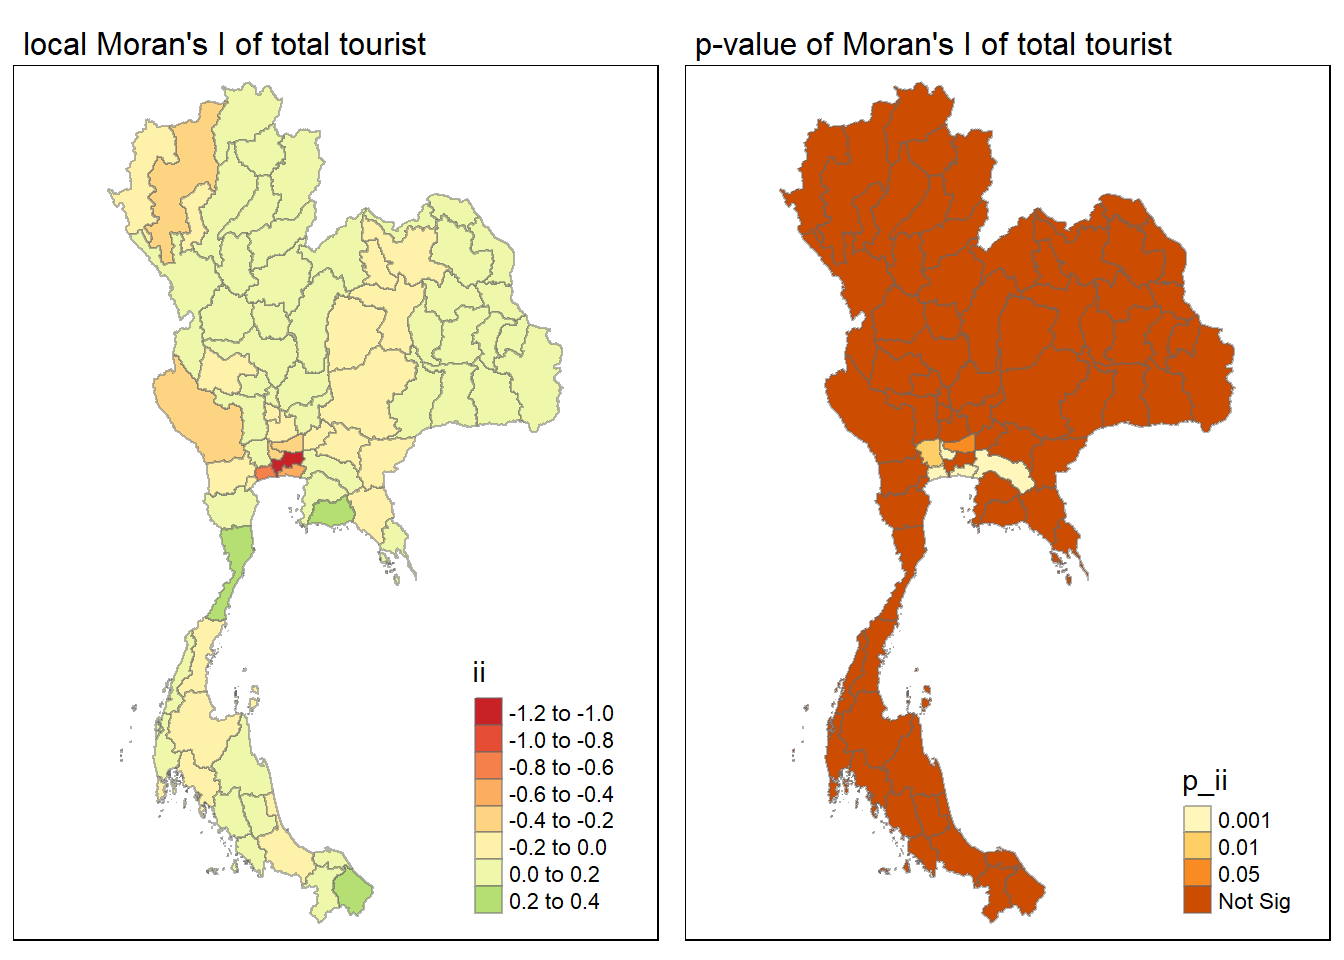 local Moran's I of total tourist
p-value of Moran's I of total tourist
ii
-1.2 to -1.0
-1.0 to -0.8
-0.8 to -0.6
-0.6 to -0.4
-0.4 to -0.2
-0.2 to 0.0
0.0 to 0.2
0.2 to 0.4
p_ii
0.001
0.01
0.05
Not Sig